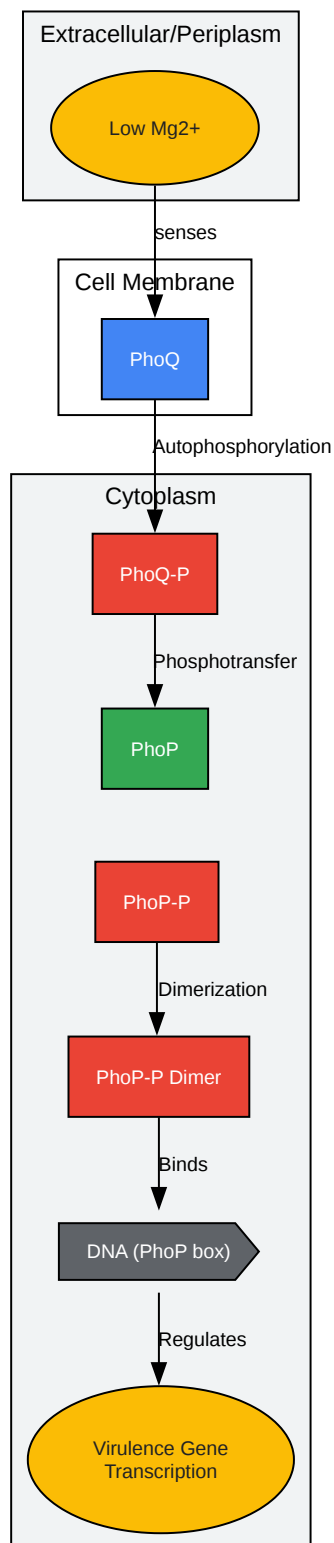 Extracellular/Periplasm
Low Mg2+
senses
Cell Membrane
PhoQ
Autophosphorylation
Cytoplasm
PhoQ-P
Phosphotransfer
PhoP
PhoP-P
Dimerization
PhoP-P Dimer
Binds
DNA (PhoP box)
Regulates
Virulence Gene
Transcription